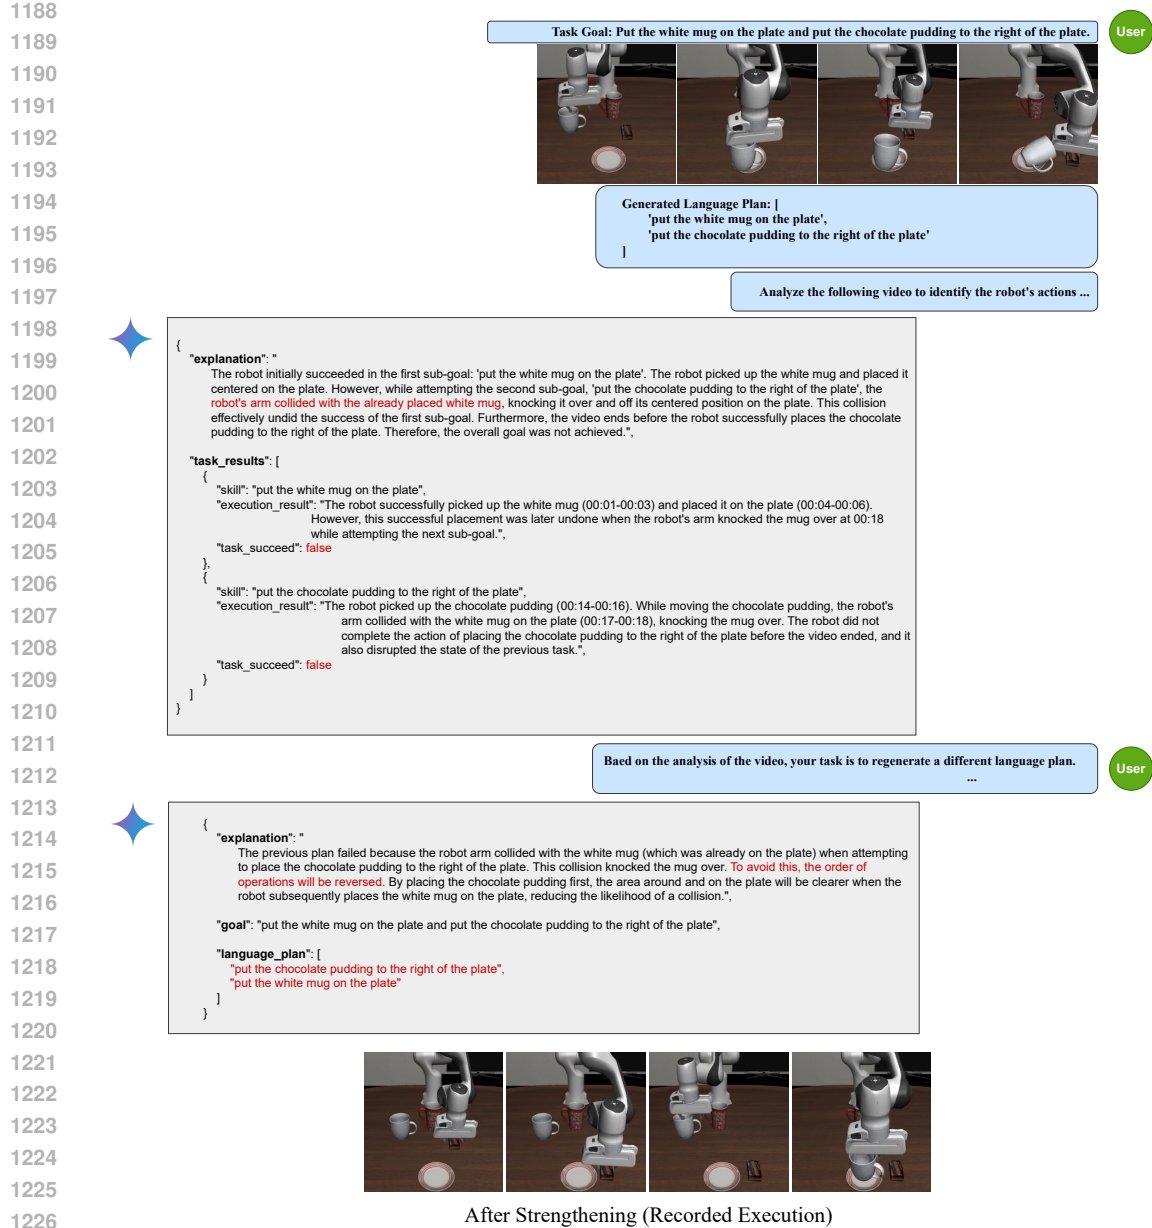 1188
1189
1190
1191
1192
1193
1194
1195
1196
1197
1198
1199
1200
1201
1202
1203
1204
1205
1206
1207
1208
1209
1210
1211
1212
1213
1214
1215
1216
1217
1218
1219
1220
1221
1222
1223
1224
1225
1226
Task Goal: Put the white mug on the plate and put the chocolate pudding to the right of the plate.
User
Generated Language Plan: [
'put the white mug on the plate',
'put the chocolate pudding to the right of the plate'
]
Analyze the following video to identify the robot's actions ...
{
"explanation": "
The robot initially succeeded in the first sub-goal: 'put the white mug on the plate'. The robot picked up the white mug and placed it
centered on the plate. However, while attempting the second sub-goal, 'put the chocolate pudding to the right of the plate', the
robot's arm collided with the already placed white mug, knocking it over and off its centered position on the plate. This collision
effectively undid the success of the first sub-goal. Furthermore, the video ends before the robot successfully places the chocolate
pudding to the right of the plate. Therefore, the overall goal was not achieved.",
"task_results": [
{
"skill": "put the white mug on the plate",
"execution_result": "The robot successfully picked up the white mug (00:01-00:03) and placed it on the plate (00:04-00:06).
However, this successful placement was later undone when the robot's arm knocked the mug over at 00:18
while attempting the next sub-goal.",
"task_succeed": false
},
{
"skill": "put the chocolate pudding to the right of the plate",
"execution_result": "The robot picked up the chocolate pudding (00:14-00:16). While moving the chocolate pudding, the robot's
arm collided with the white mug on the plate (00:17-00:18), knocking the mug over. The robot did not
complete the action of placing the chocolate pudding to the right of the plate before the video ended, and it
also disrupted the state of the previous task.",
"task_succeed": false
}
]
}
Baed on the analysis of the video, your task is to regenerate a different language plan.
...
User
{
"explanation": "
The previous plan failed because the robot arm collided with the white mug (which was already on the plate) when attempting
to place the chocolate pudding to the right of the plate. This collision knocked the mug over. To avoid this, the order of
operations will be reversed. By placing the chocolate pudding first, the area around and on the plate will be clearer when the
robot subsequently places the white mug on the plate, reducing the likelihood of a collision.",
"goal": "put the white mug on the plate and put the chocolate pudding to the right of the plate",
"language_plan": [
"put the chocolate pudding to the right of the plate",
"put the white mug on the plate"
]
}
After Strengthening (Recorded Execution)